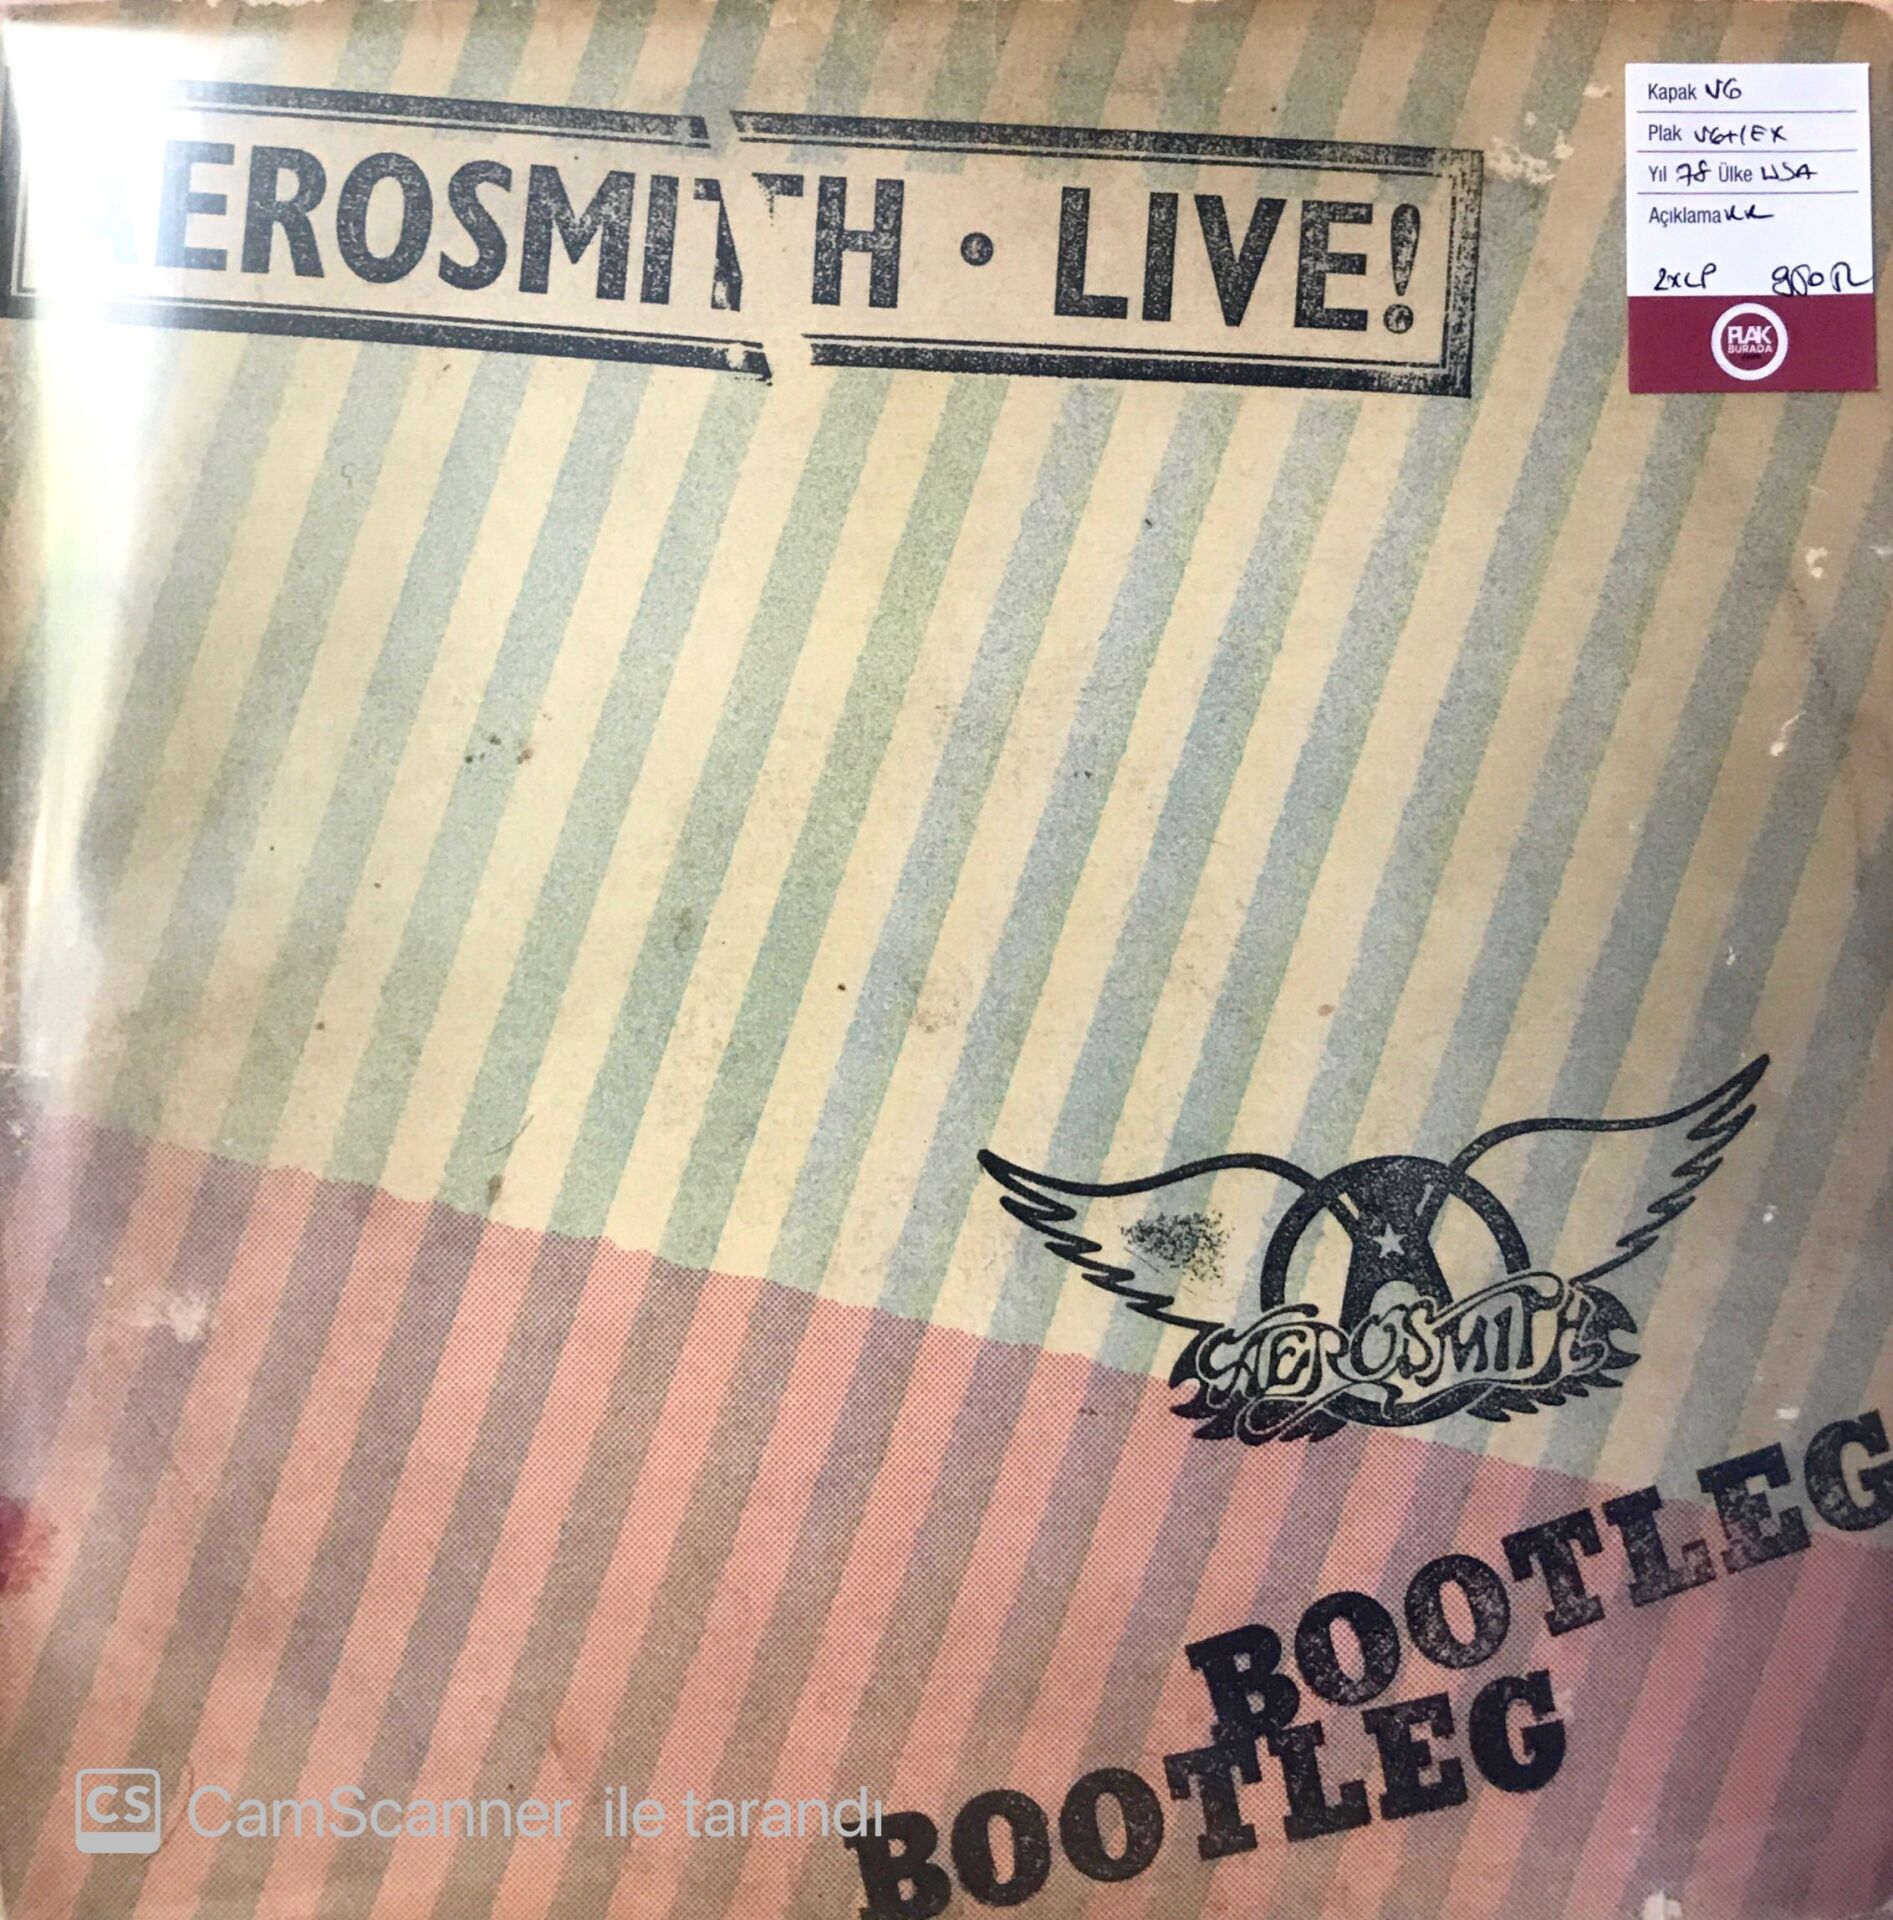 AEROSMITH • LIVE!
Kapak VG
Plak VG+/EX
Yıl 78 Ülke USA
Açıklama
2xLP
PLAK
BURADA
AEROSMITH
BOOTLEG
BOOTLEG
CS CamScanner ile tarandı